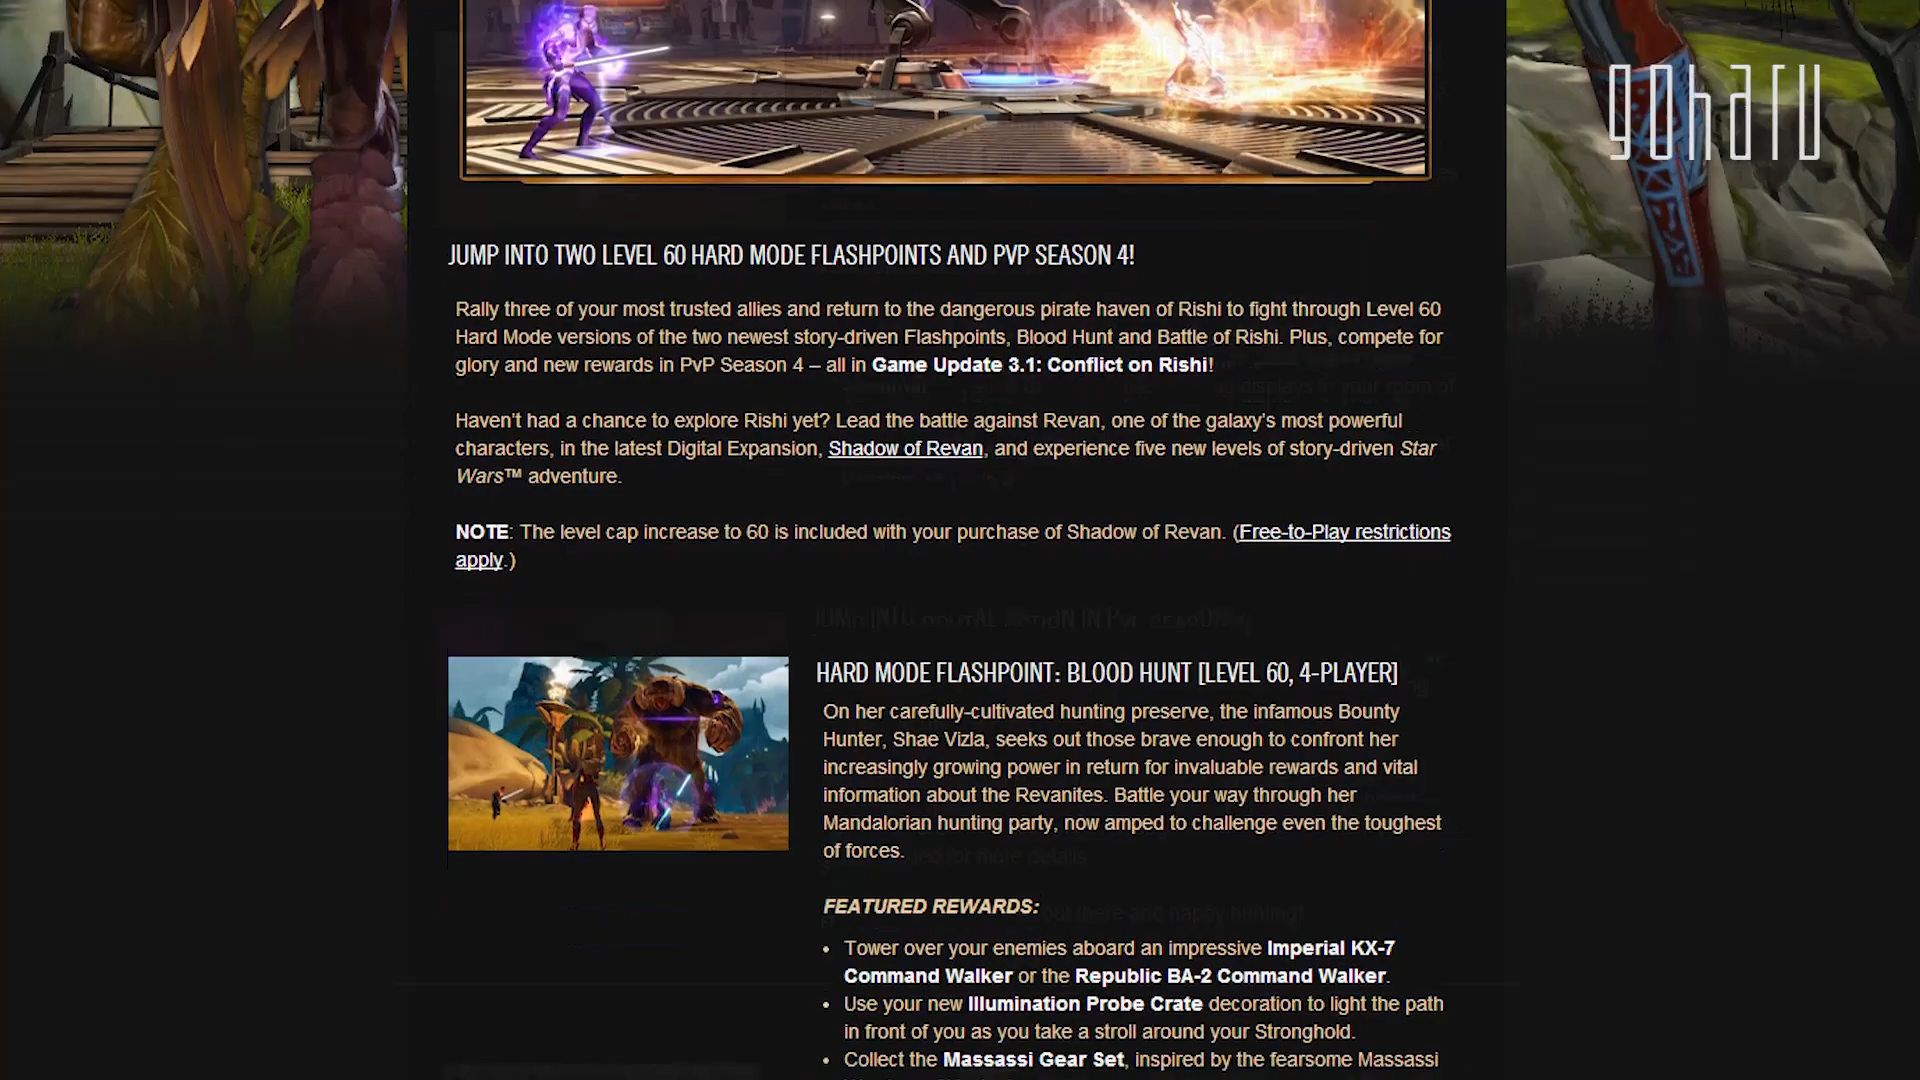 goharu
JUMP INTO TWO LEVEL 60 HARD MODE FLASHPOINTS AND PVP SEASON 4!
Rally three of your most trusted allies and return to the dangerous pirate haven of Rishi to fight through Level 60
Hard Mode versions of the two newest story-driven Flashpoints, Blood Hunt and Battle of Rishi. Plus, compete for
glory and new rewards in PvP Season 4 – all in Game Update 3.1: Conflict on Rishi!
Haven't had a chance to explore Rishi yet? Lead the battle against Revan, one of the galaxy's most powerful
characters, in the latest Digital Expansion, Shadow of Revan, and experience five new levels of story-driven Star
Wars™ adventure.
NOTE: The level cap increase to 60 is included with your purchase of Shadow of Revan. (Free-to-Play restrictions
apply.)
HARD MODE FLASHPOINT: BLOOD HUNT [LEVEL 60, 4-PLAYER]
On her carefully-cultivated hunting preserve, the infamous Bounty
Hunter, Shae Vizla, seeks out those brave enough to confront her
increasingly growing power in return for invaluable rewards and vital
information about the Revanites. Battle your way through her
Mandalorian hunting party, now amped to challenge even the toughest
of forces.
FEATURED REWARDS:
• Tower over your enemies aboard an impressive Imperial KX-7
Command Walker or the Republic BA-2 Command Walker.
• Use your new Illumination Probe Crate decoration to light the path
in front of you as you take a stroll around your Stronghold.
• Collect the Massassi Gear Set, inspired by the fearsome Massassi